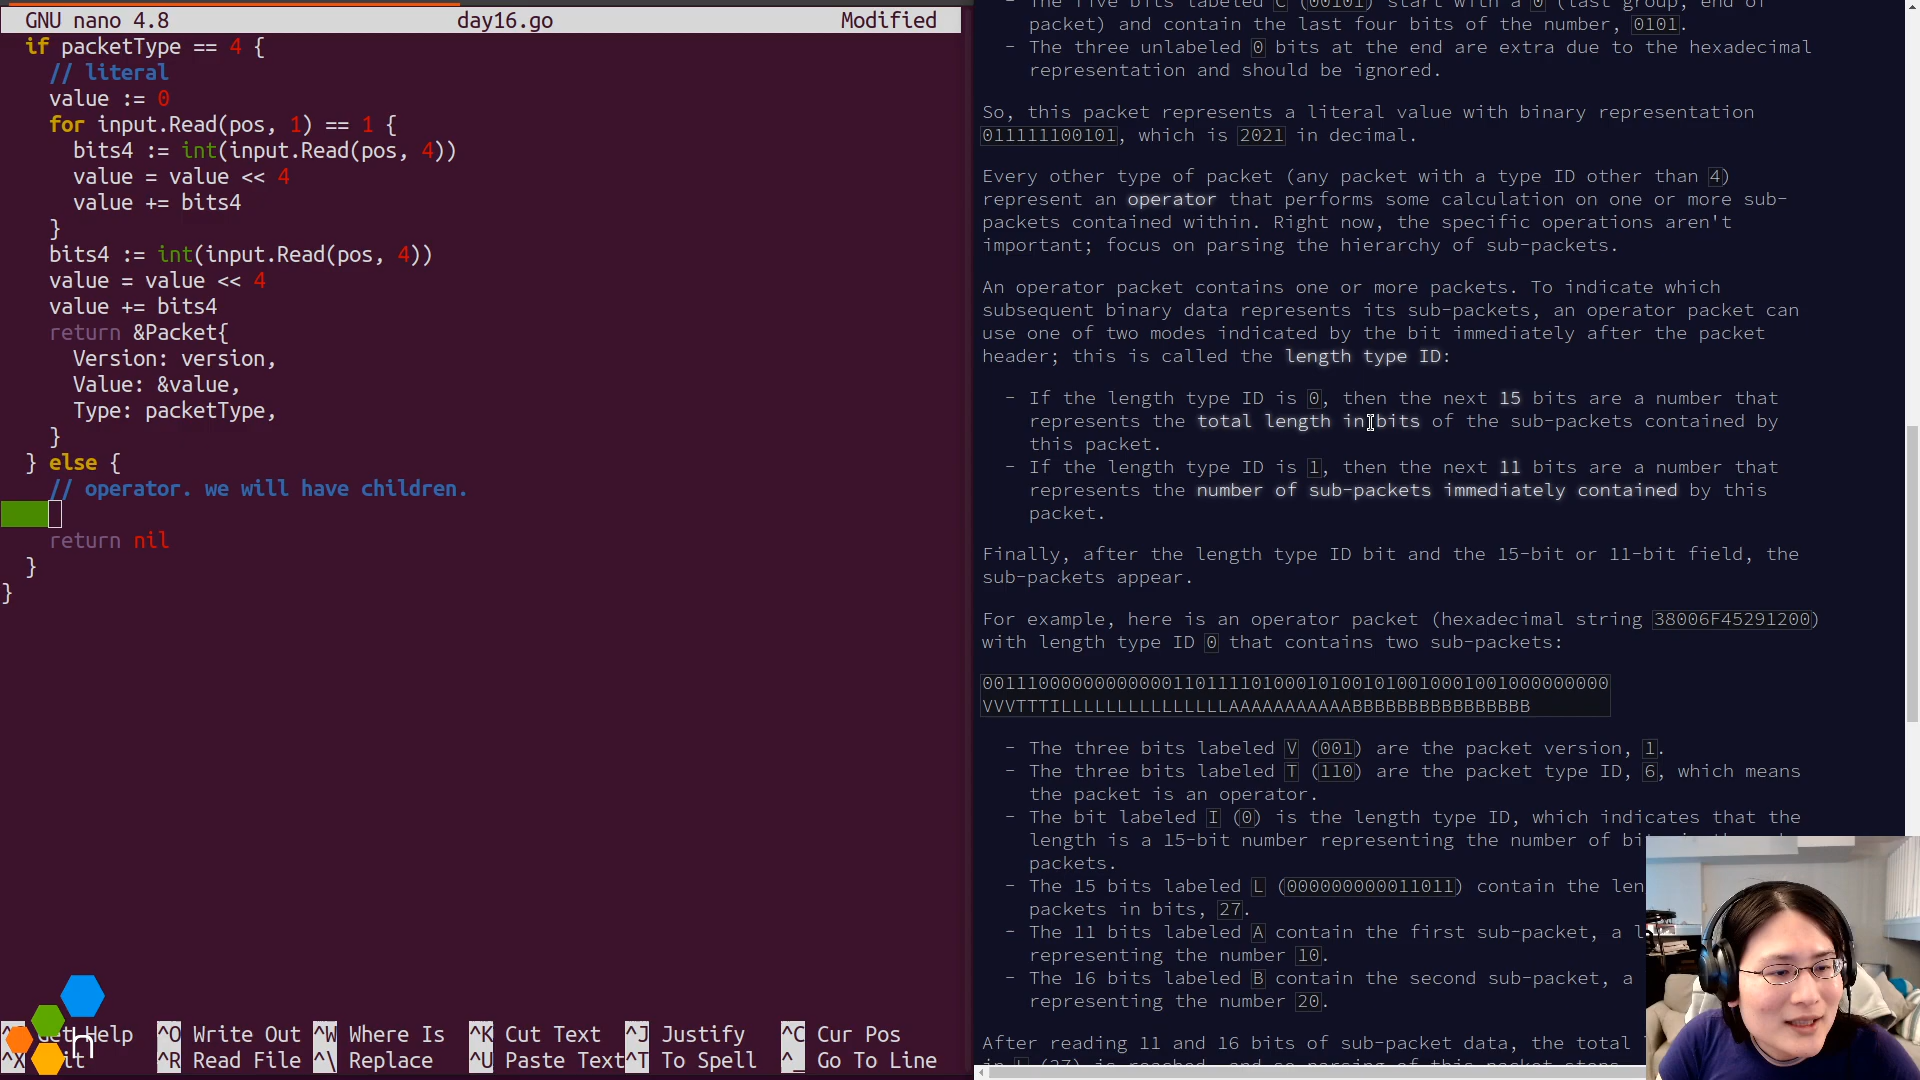 GNU nano 4.8 day16.go Modified
if packetType == 4 {
// literal
value := 0
for input.Read(pos, 1) == 1 {
bits4 := int(input.Read(pos, 4))
value = value << 4
value += bits4
}
bits4 := int(input.Read(pos, 4))
value = value << 4
value += bits4
return &Packet{
Version: version,
Value: &value,
Type: packetType,
}
} else {
// operator. we will have children.
return nil
}
}
Get Help ^O Write Out ^W Where Is ^K Cut Text ^J Justify ^C Cur Pos
^X ^R Read File ^\ Replace ^U Paste Text ^T To Spell ^_ Go To Line
n
- The five bits labeled C (00101) start with a 0 (last group, end of
packet) and contain the last four bits of the number, 0101.
- The three unlabeled 0 bits at the end are extra due to the hexadecimal
representation and should be ignored.
So, this packet represents a literal value with binary representation
011111100101, which is 2021 in decimal.
Every other type of packet (any packet with a type ID other than 4)
represent an operator that performs some calculation on one or more sub-
packets contained within. Right now, the specific operations aren't
important; focus on parsing the hierarchy of sub-packets.
An operator packet contains one or more packets. To indicate which
subsequent binary data represents its sub-packets, an operator packet can
use one of two modes indicated by the bit immediately after the packet
header; this is called the length type ID:
- If the length type ID is 0, then the next 15 bits are a number that
represents the total length in bits of the sub-packets contained by
this packet.
- If the length type ID is 1, then the next 11 bits are a number that
represents the number of sub-packets immediately contained by this
packet.
Finally, after the length type ID bit and the 15-bit or 11-bit field, the
sub-packets appear.
For example, here is an operator packet (hexadecimal string 38006F45291200)
with length type ID 0 that contains two sub-packets:
00111000000000000110111101000101001010010001001000000000
VVVTTTILLLLLLLLLLLLLLLAAAAAAAAAAABBBBBBBBBBBBBBBB
- The three bits labeled V (001) are the packet version, 1.
- The three bits labeled T (110) are the packet type ID, 6, which means
the packet is an operator.
- The bit labeled I (0) is the length type ID, which indicates that the
length is a 15-bit number representing the number of
packets.
- The 15 bits labeled L (000000000011011) contain the
packets in bits, 27.
- The 11 bits labeled A contain the first sub-packet, a
representing the number 10.
- The 16 bits labeled B contain the second sub-packet, a
representing the number 20.
After reading 11 and 16 bits of sub-packet data, the total